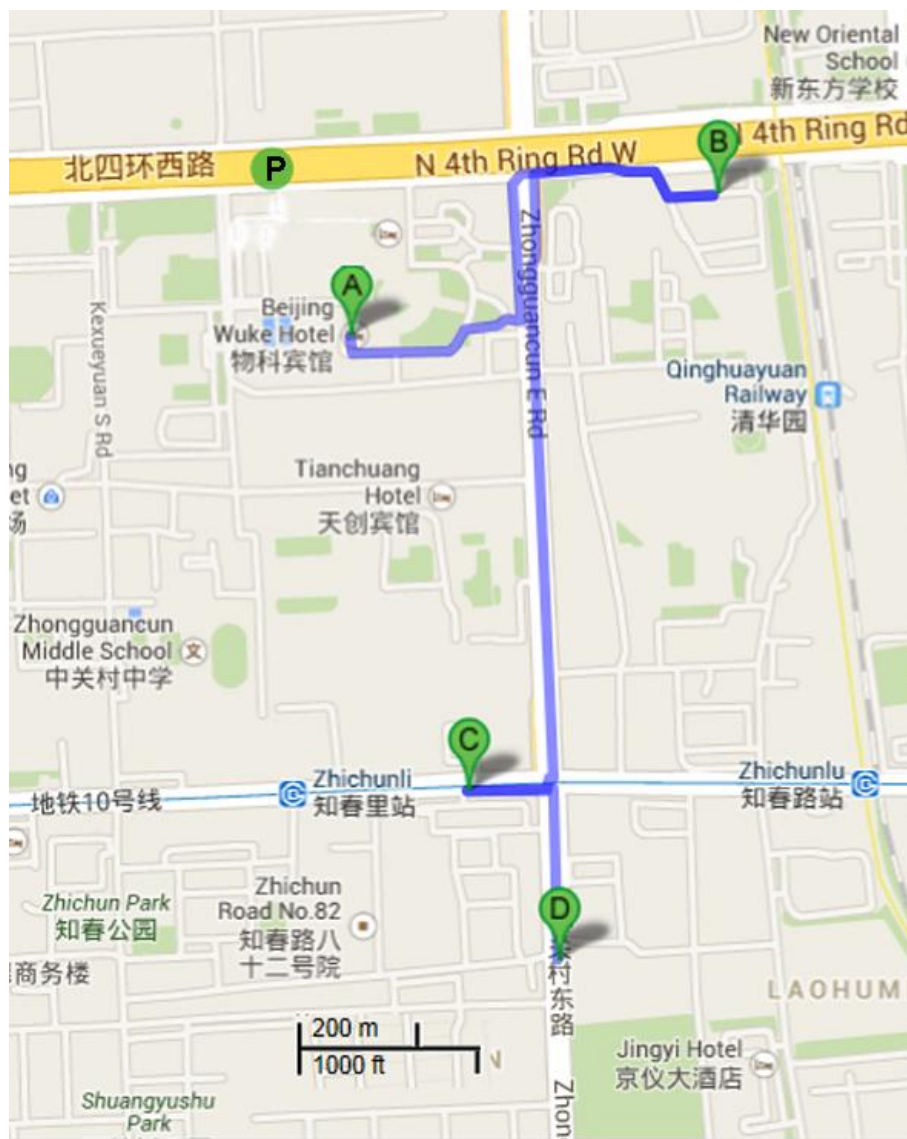 New Oriental
School
新东方学校
B
N 4th Ring Rd
北四环西路
P
N 4th Ring Rd W
A
Zhongguancun E Rd
Kexueyuan S Rd
Beijing
Wuke Hotel
物科宾馆
Qinghuayuan
Railway
清华园
Tianchuang
Hotel
天创宾馆
ng
et
场
Zhongguancun
Middle School
中关村中学
文
C
Zhichunli
知春里站
Zhichunlu
知春路站
地铁10号线
D
Zhichun
Road No.82
知春路八
十二号院
Zhichun Park
知春公园
商务楼
村东路
LAOHUM
200 m
1000 ft
Jingyi Hotel
京仪大酒店
Zhon
Shuangyushu
Park